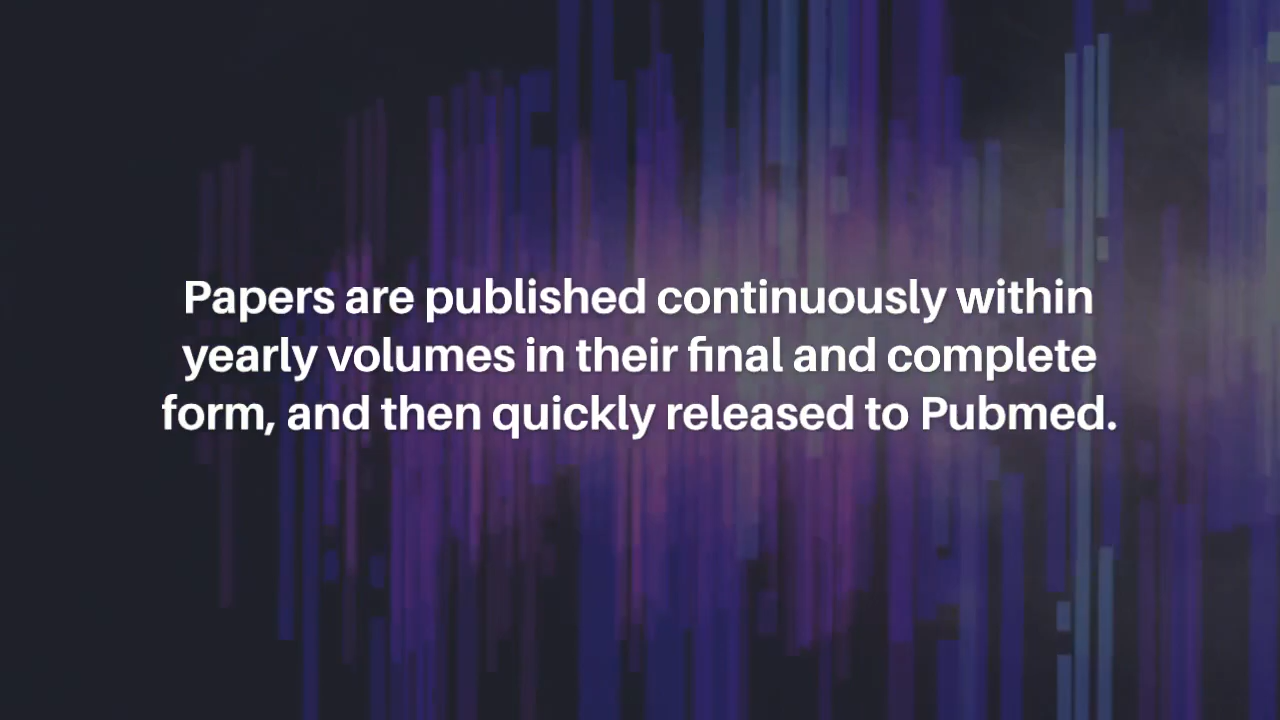 Papers are published continuously within
yearly volumes in their final and complete
form, and then quickly released to Pubmed.